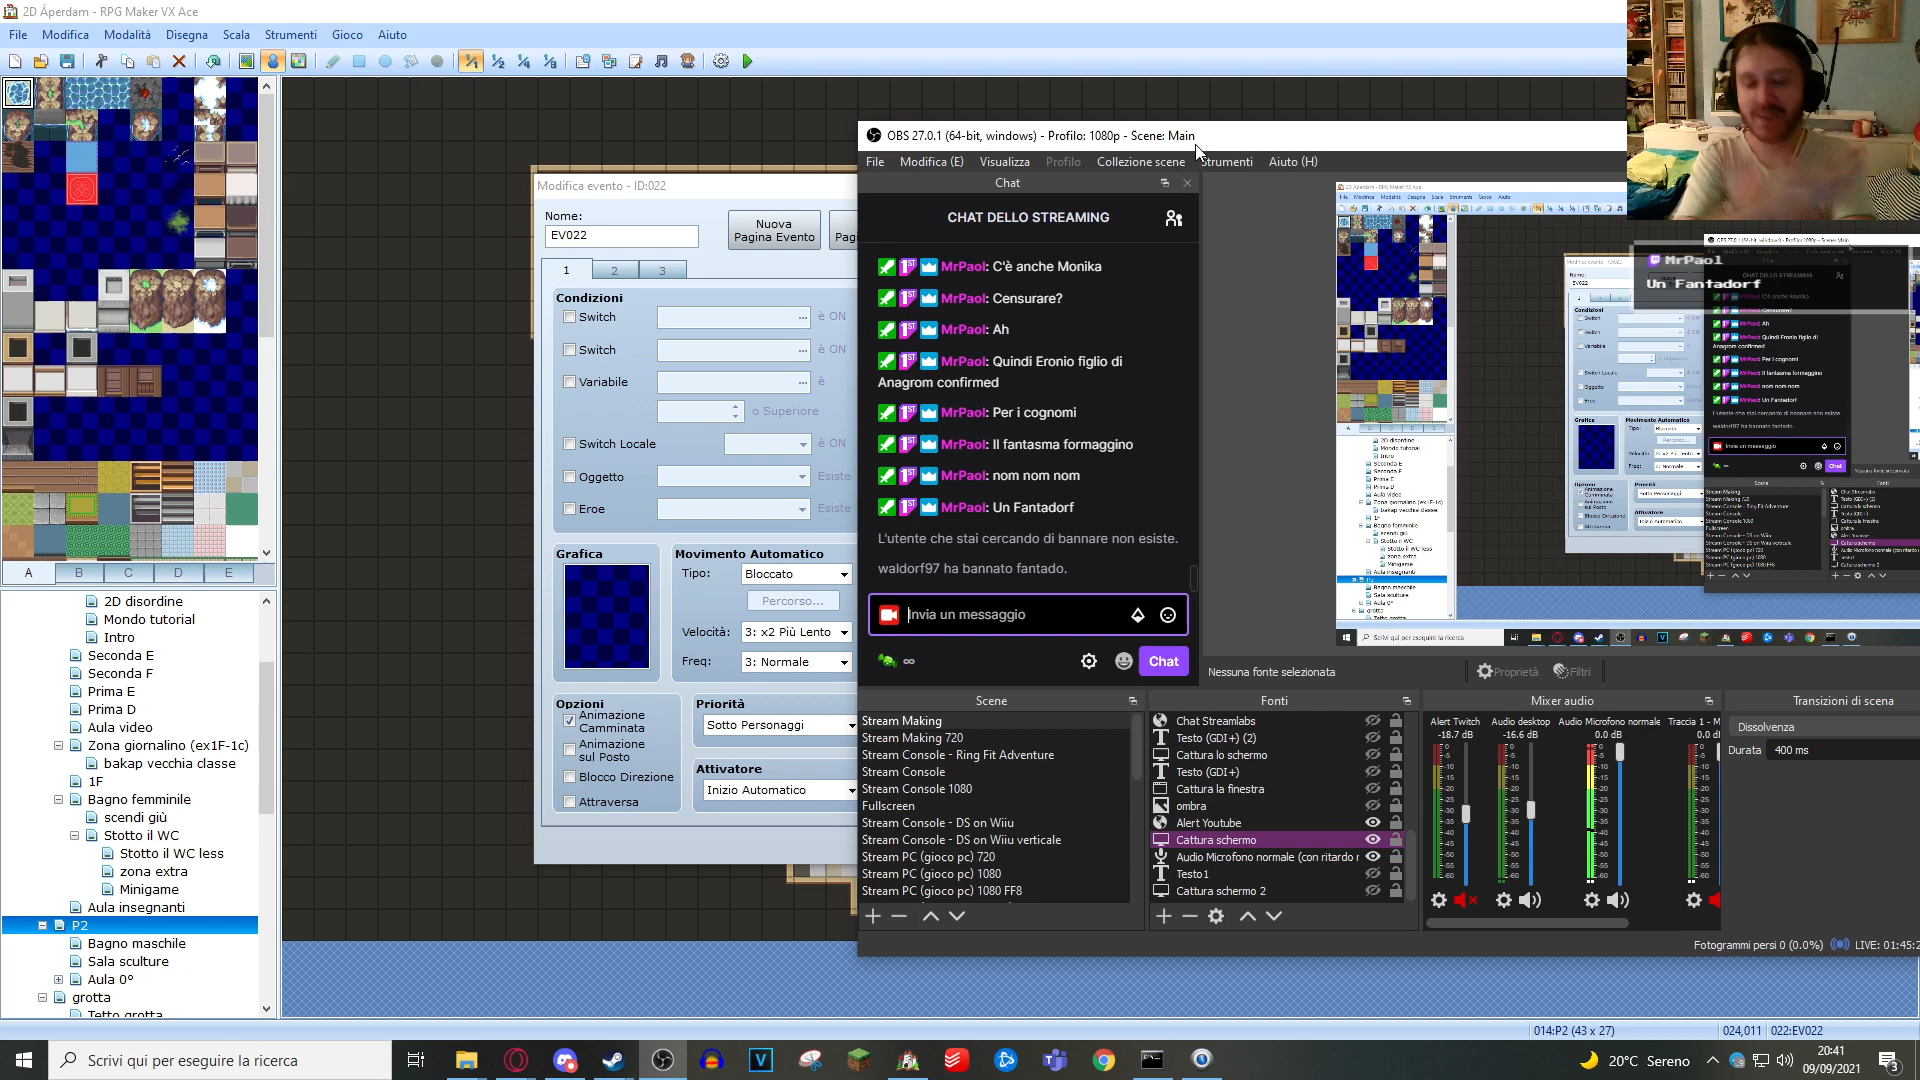 2D Áperdam - RPG Maker VX Ace
File Modifica Modalità Disegna Scala Strumenti Gioco Aiuto
A B C D E
2D disordine
Mondo tutorial
Intro
Seconda E
Seconda F
Prima E
Prima D
Aula video
Zona giornalino (ex1F-1c)
bakap vecchia classe
1F
Bagno femminile
scendi giù
Stotto il WC
Stotto il WC less
zona extra
Minigame
Aula insegnanti
P2
Bagno maschile
Sala sculture
Aula 0°
grotta
Tetto grotta
Modifica evento - ID:022
Nome:
EV022
Nuova
Pagina Evento
Pagi
1 2 3
Condizioni
Switch ... è ON
Switch ... è ON
Variabile ... è
o Superiore
Switch Locale è ON
Oggetto Esiste
Eroe Esiste
Grafica
Movimento Automatico
Tipo: Bloccato
Percorso...
Velocità: 3: x2 Più Lento
Freq: 3: Normale
Opzioni
Animazione
Camminata
Animazione
sul Posto
Blocco Direzione
Attraversa
Priorità
Sotto Personaggi
Attivatore
Inizio Automatico
OBS 27.0.1 (64-bit, windows) - Profilo: 1080p - Scene: Main
File Modifica (E) Visualizza Profilo Collezione scene Strumenti Aiuto (H)
Chat
CHAT DELLO STREAMING
MrPaol: C'è anche Monika
MrPaol: Censurare?
MrPaol: Ah
MrPaol: Quindi Eronio figlio di
Anagrom confirmed
MrPaol: Per i cognomi
MrPaol: Il fantasma formaggino
MrPaol: nom nom nom
MrPaol: Un Fantadorf
L'utente che stai cercando di bannare non esiste.
waldorf97 ha bannato fantado.
Invia un messaggio
∞
Chat
MrPaol
Un Fantadorf
Nessuna fonte selezionata
Proprietà Filtri
Scene
Stream Making
Stream Making 720
Stream Console - Ring Fit Adventure
Stream Console
Stream Console 1080
Fullscreen
Stream Console - DS on Wiiu
Stream Console - DS on Wiiu verticale
Stream PC (gioco pc) 720
Stream PC (gioco pc) 1080
Stream PC (gioco pc) 1080 FF8
Fonti
Chat Streamlabs
Testo (GDI+) (2)
Cattura lo schermo
Testo (GDI+)
Cattura la finestra
ombra
Alert Youtube
Cattura schermo
Audio Microfono normale (con ritardo r
Testo1
Cattura schermo 2
Mixer audio
Alert Twitch Audio desktop Audio Microfono normale Traccia 1 - M
-18.7 dB -16.6 dB 0.0 dB 0.0 dB
Transizioni di scena
Dissolvenza
Durata 400 ms
Fotogrammi persi 0 (0.0%) LIVE: 01:45:2
014:P2 (43 x 27) 024,011 022:EV022
Scrivi qui per eseguire la ricerca
20°C Sereno
20:41
09/09/2021
3